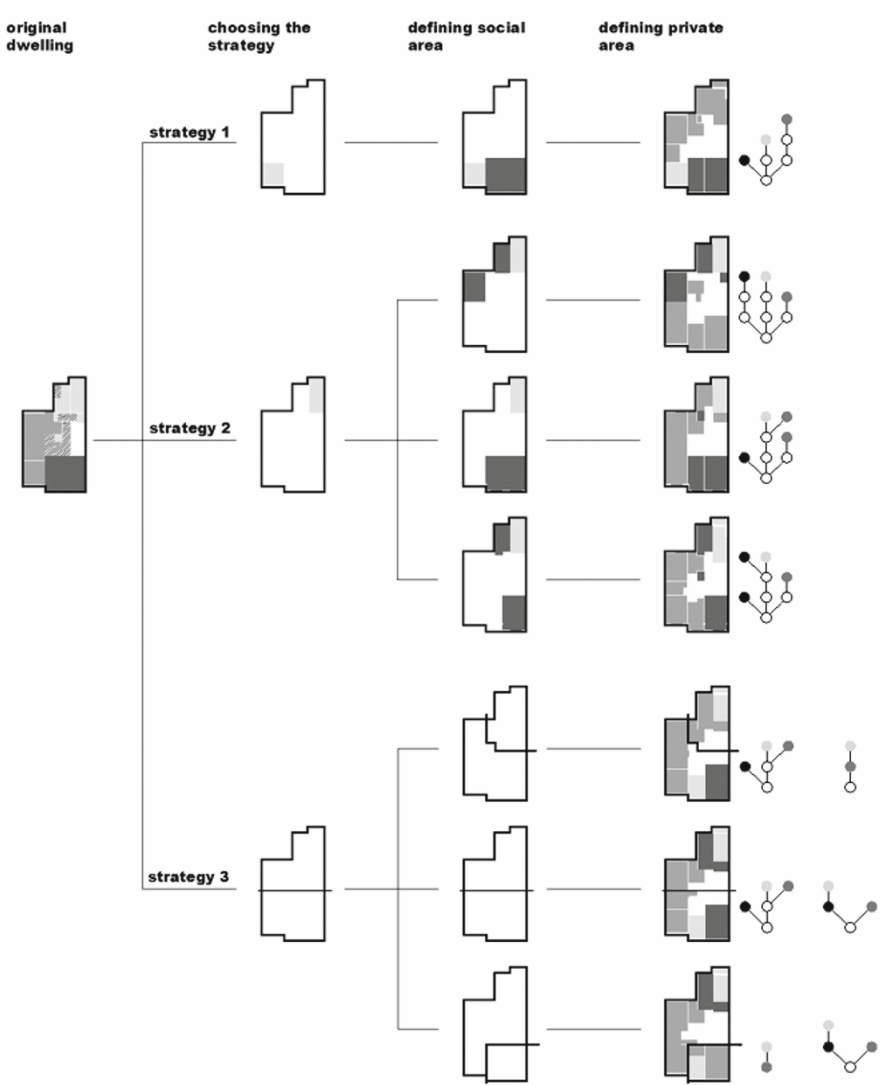 original
dwelling
choosing the
strategy
defining social
area
defining private
area
strategy 1
strategy 2
strategy 3